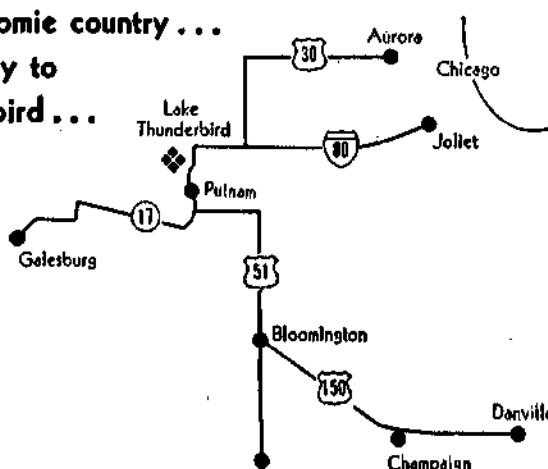 omie country ...
y to
bird ...
30
Aurora
Chicago
Lake
Thunderbird
80
Joliet
Putnam
17
Galesburg
51
Bloomington
150
Danville
Champaign